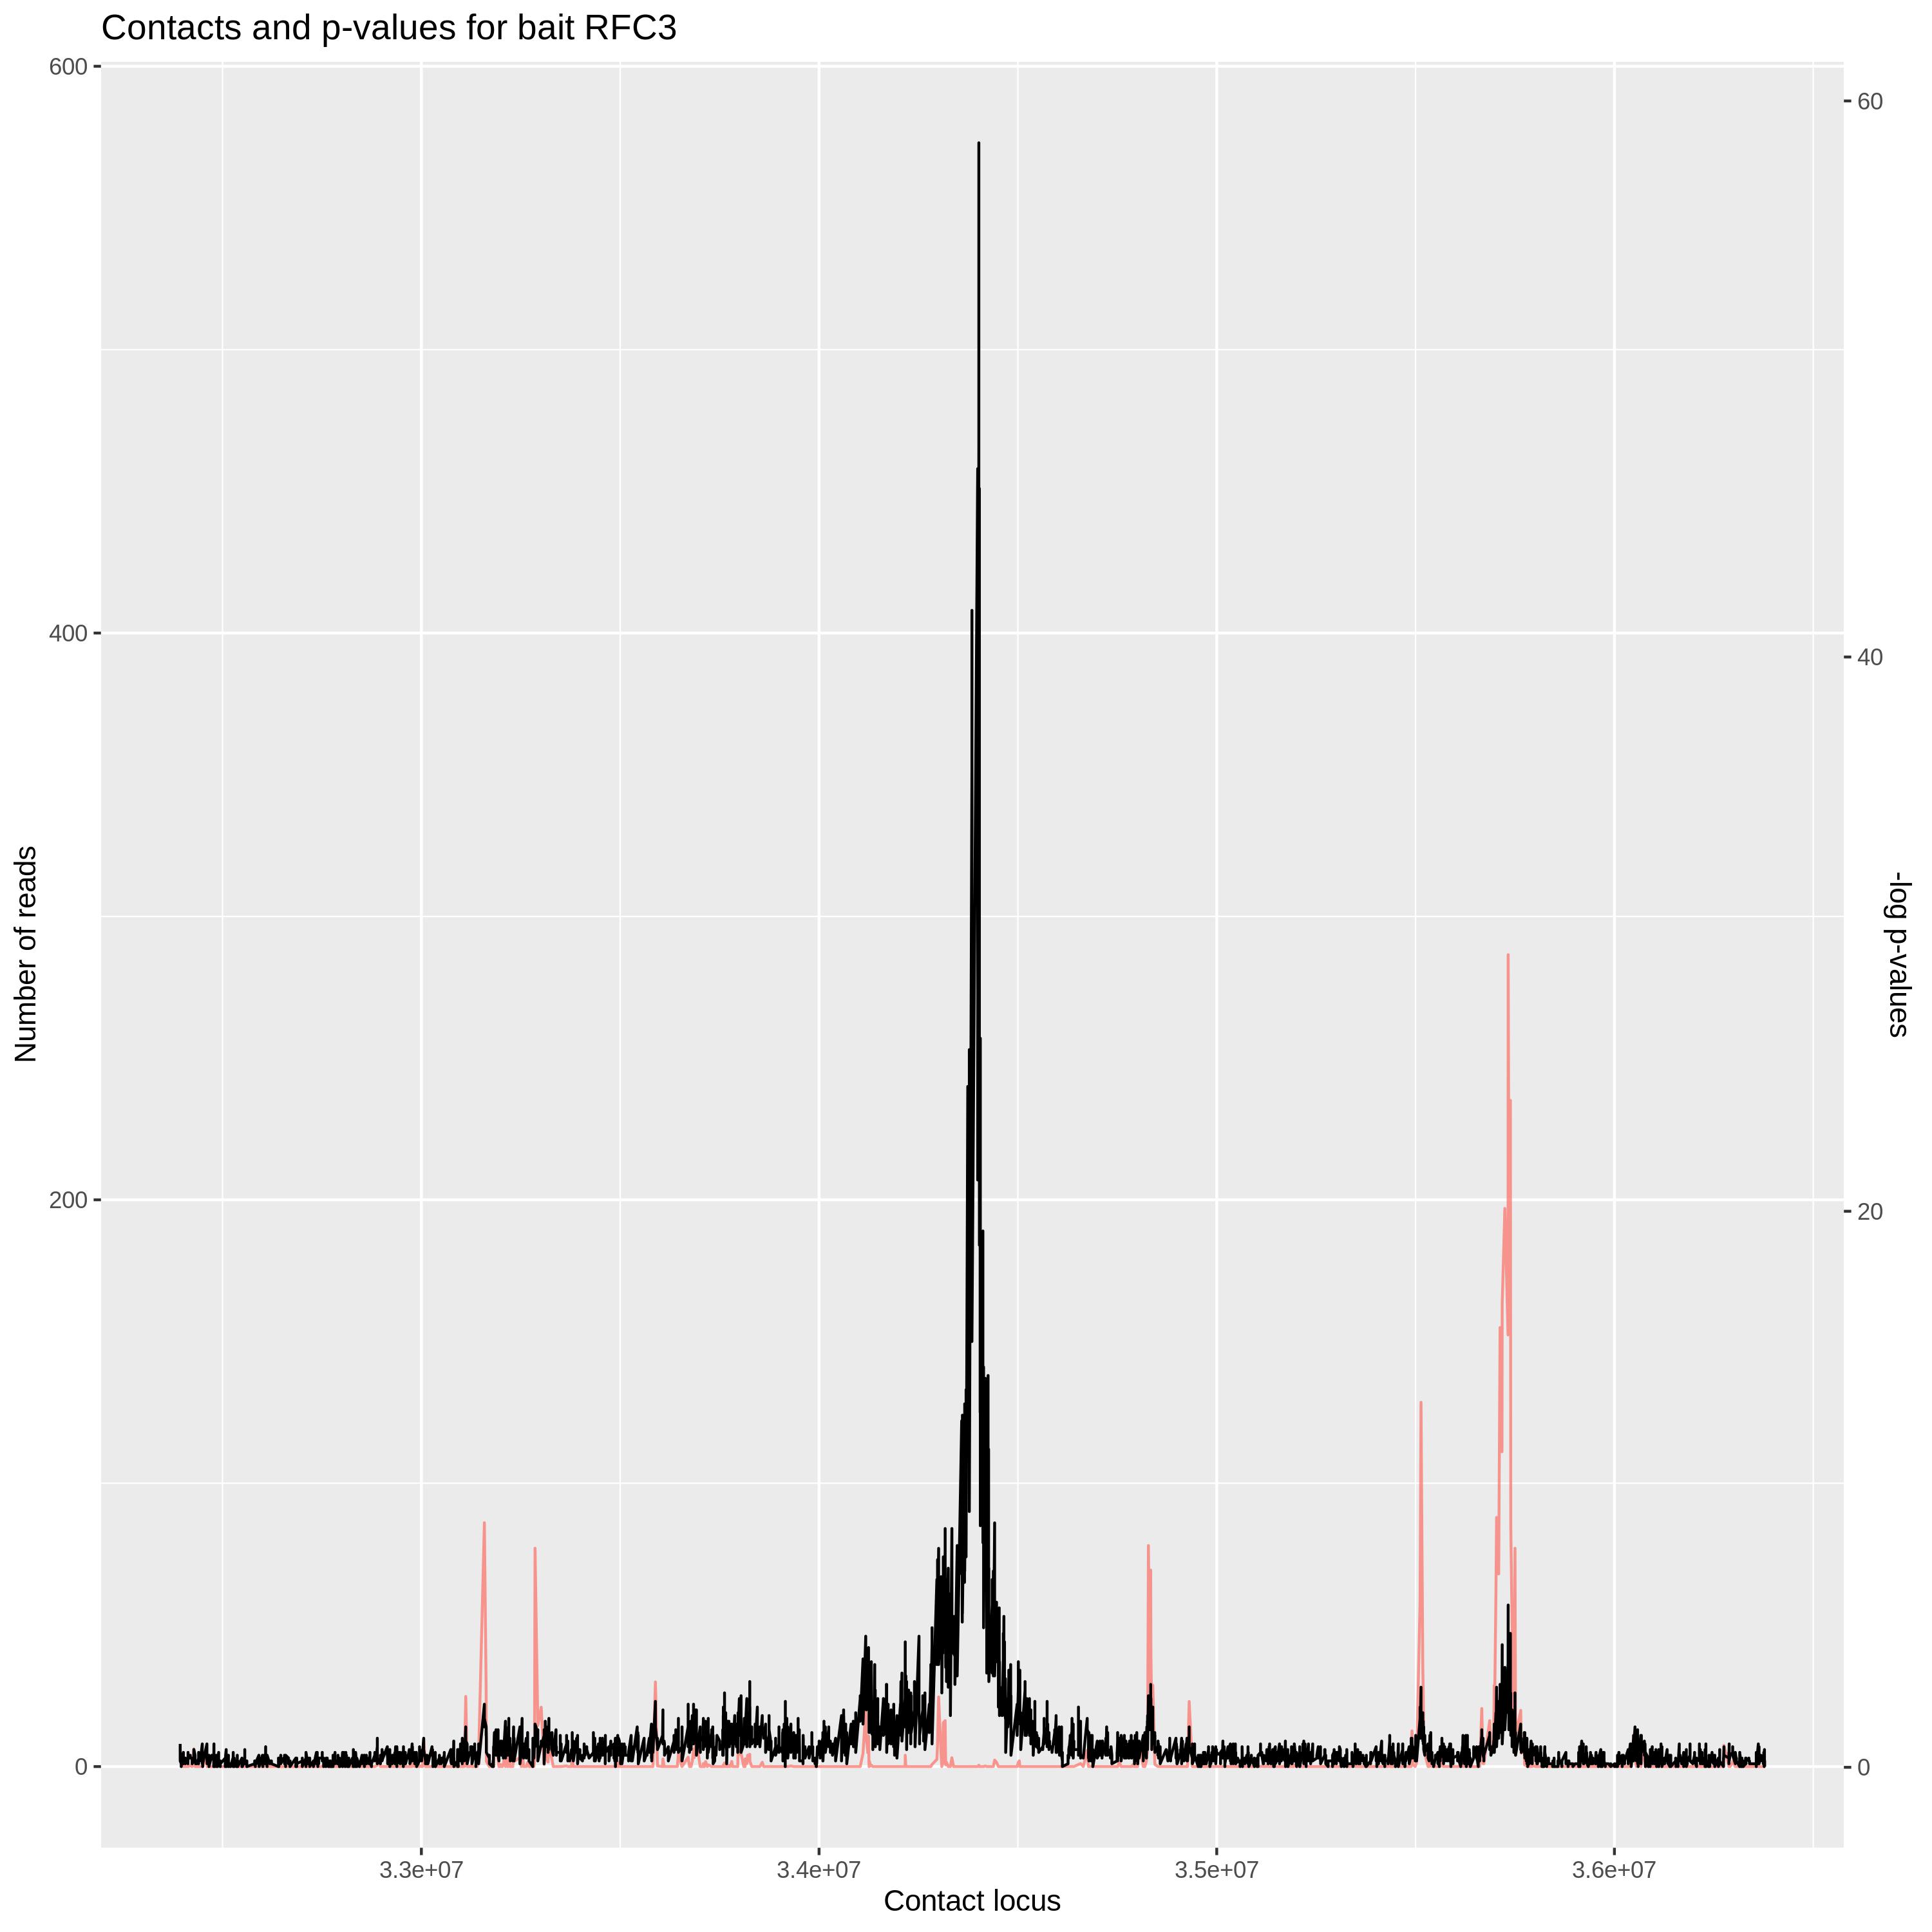 Contacts and p-values for bait RFC3
600
400
200
0
Number of reads
60
40
20
0
-log p-values
3.3e+07
3.4e+07
3.5e+07
3.6e+07
Contact locus